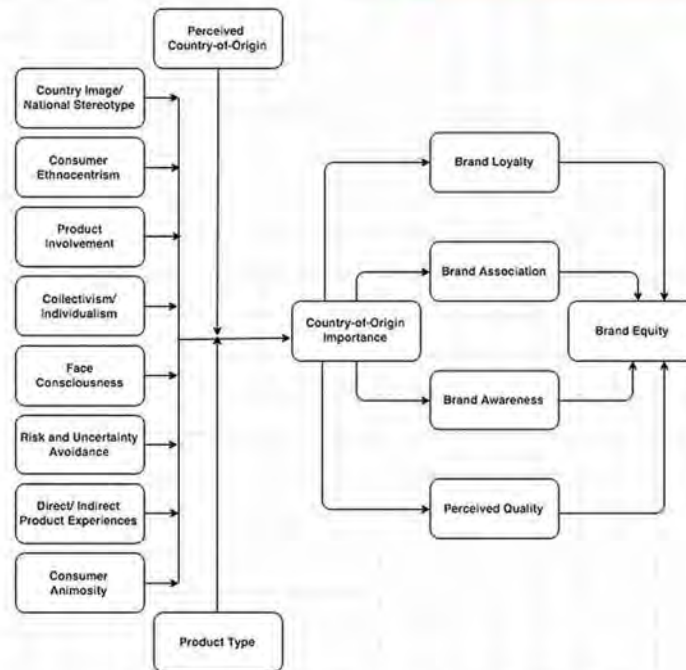 Perceived
Country-of-Origin
Country Image/
National Stereotype
Consumer
Ethnocentrism
Product
Involvement
Collectivism/
Individualism
Face
Consciousness
Risk and Uncertainty
Avoidance
Direct/ Indirect
Product Experiences
Consumer
Animosity
Product Type
Country-of-Origin
Importance
Brand Loyalty
Brand Association
Brand Awareness
Perceived Quality
Brand Equity